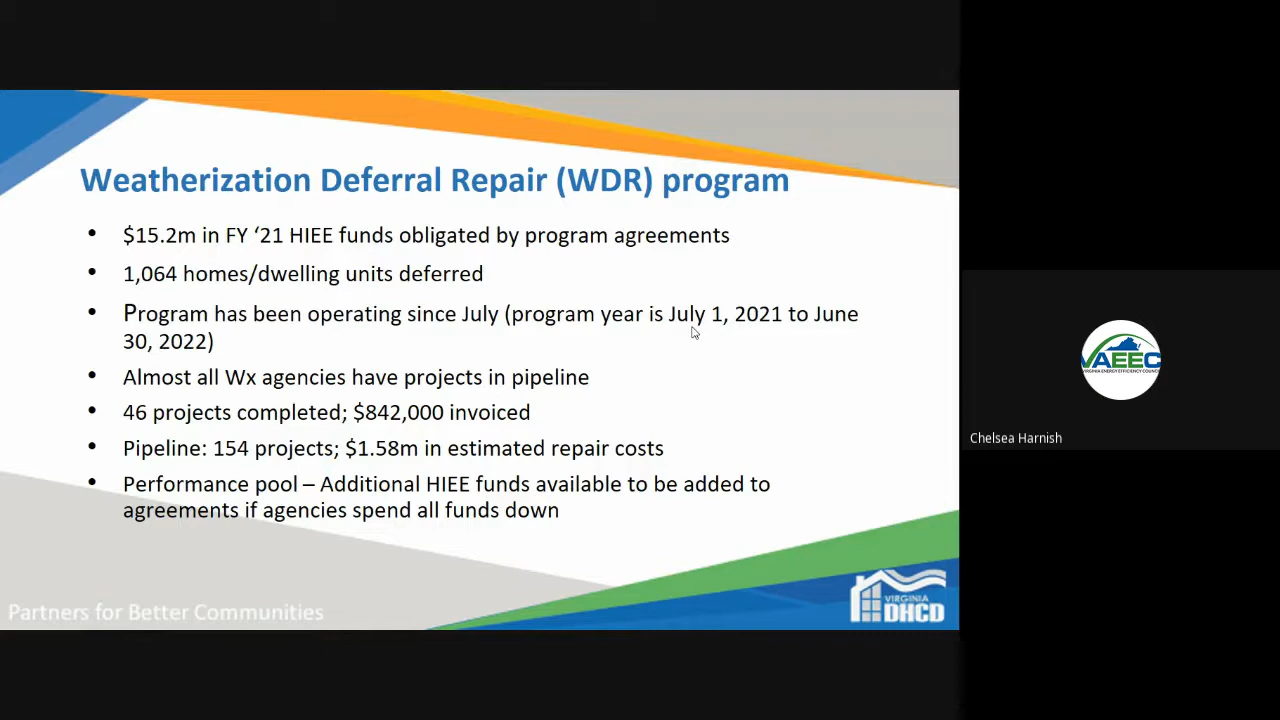 Weatherization Deferral Repair (WDR) program
• $15.2m in FY ‘21 HIEE funds obligated by program agreements
• 1,064 homes/dwelling units deferred
• Program has been operating since July (program year is July 1, 2021 to June
30, 2022)
• Almost all Wx agencies have projects in pipeline
• 46 projects completed; $842,000 invoiced
• Pipeline: 154 projects; $1.58m in estimated repair costs
• Performance pool – Additional HIEE funds available to be added to
agreements if agencies spend all funds down
Partners for Better Communities
VIRGINIA
DHCD
VAEEC
VIRGINIA ENERGY EFFICIENCY COUNCIL
Chelsea Harnish